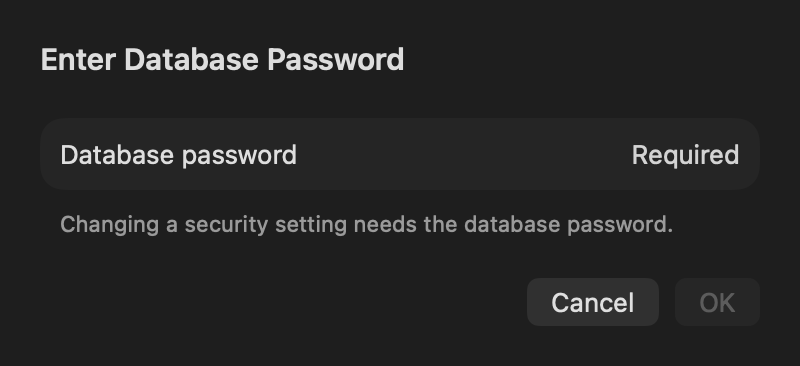 Enter Database Password
Database password Required
Changing a security setting needs the database password.
Cancel OK